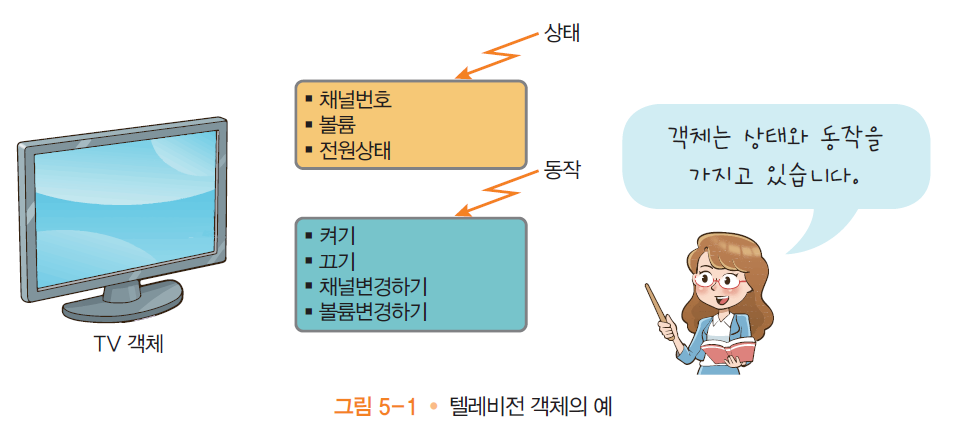 상태
▪ 채널번호
▪ 볼륨
▪ 전원상태
동작
▪ 켜기
▪ 끄기
▪ 채널변경하기
▪ 볼륨변경하기
TV 객체
객체는 상태와 동작을
가지고 있습니다.
그림 5-1 • 텔레비전 객체의 예